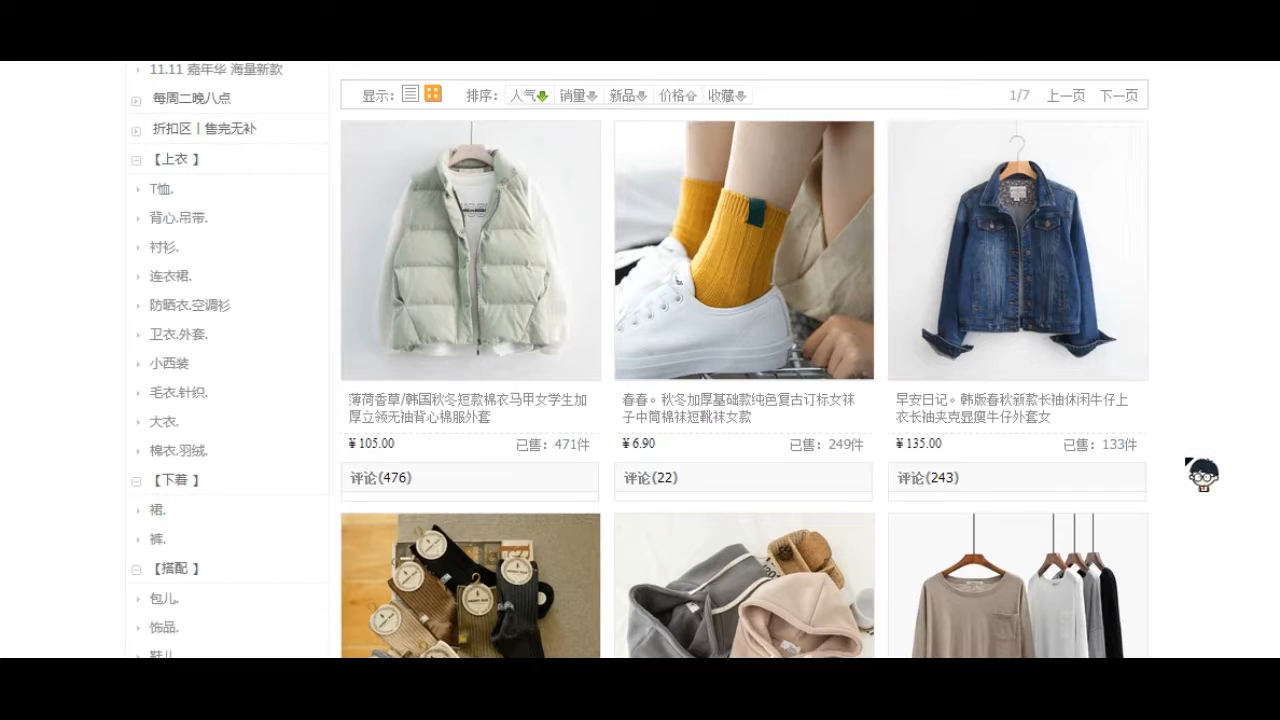 11.11 嘉年华 海量新款
每周二晚八点
折扣区丨售完无补
【上衣 】
T恤.
背心.吊带.
衬衫.
连衣裙.
防晒衣.空调衫
卫衣.外套.
小西装
毛衣.针织.
大衣.
棉衣.羽绒.
【下着 】
裙.
裤.
【搭配 】
包儿.
饰品.
鞋儿
显示： 排序： 人气 销量 新品 价格 收藏 1/7 上一页 下一页
薄荷香草/韩国秋冬短款棉衣马甲女学生加
厚立领无袖背心棉服外套
¥ 105.00 已售：471件
评论(476)
春春。秋冬加厚基础款纯色复古订标女袜
子中筒棉袜短靴袜女款
¥ 6.90 已售：249件
评论(22)
早安日记。韩版春秋新款长袖休闲牛仔上
衣长袖夹克显瘦牛仔外套女
¥ 135.00 已售：133件
评论(243)